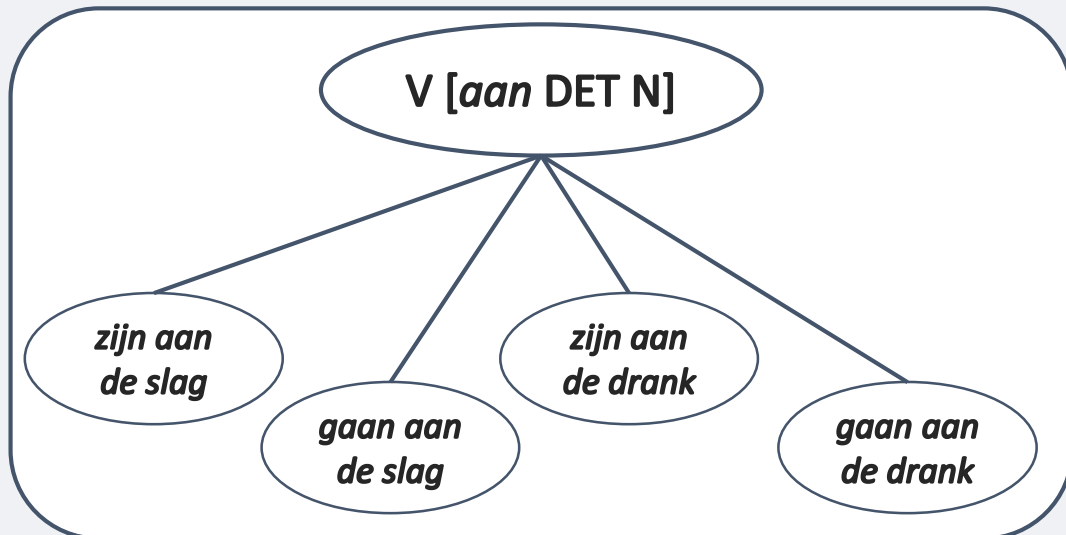 V [aan DET N]
zijn aan
de slag
gaan aan
de slag
zijn aan
de drank
gaan aan
de drank